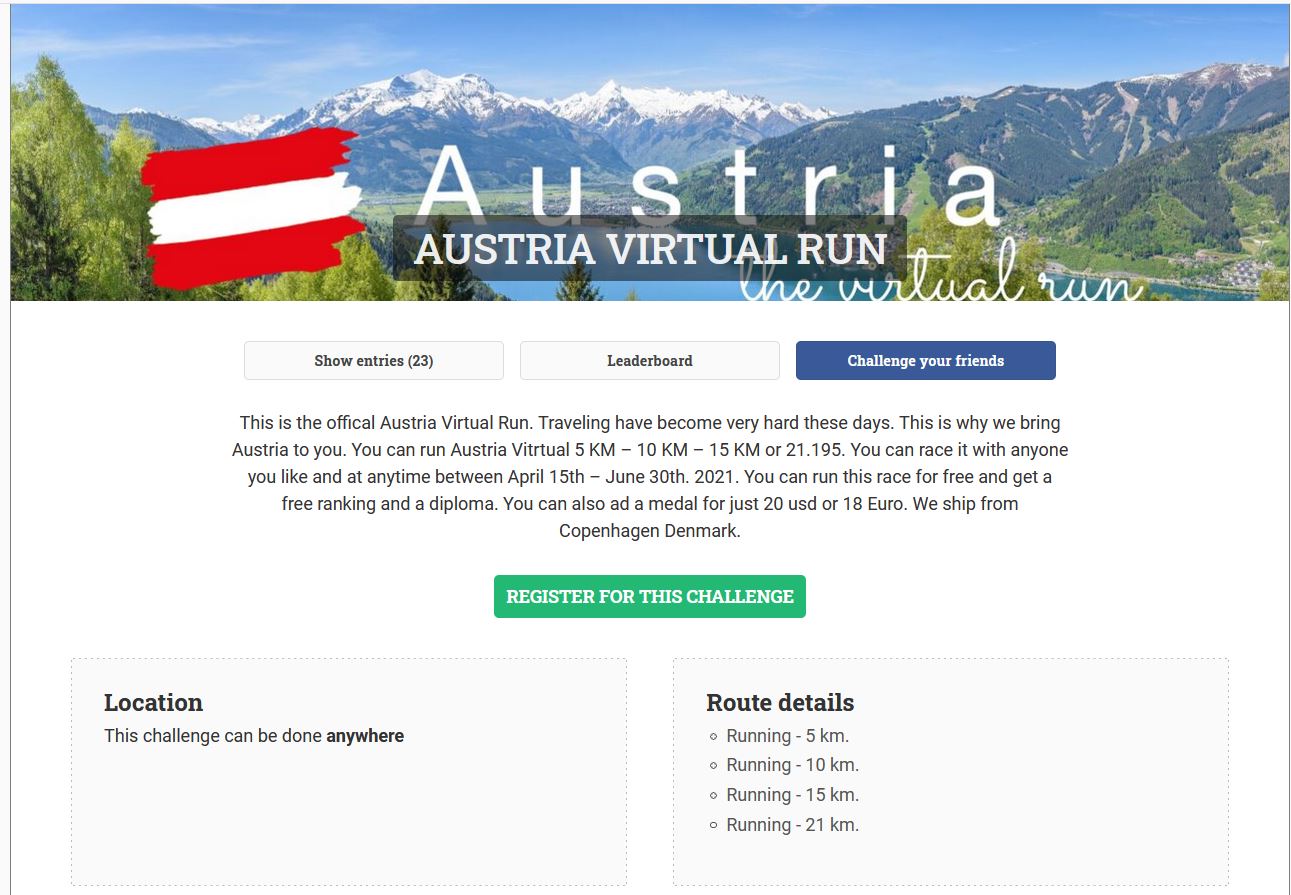 Austria
AUSTRIA VIRTUAL RUN
the virtual run
Show entries (23)
Leaderboard
Challenge your friends
This is the offical Austria Virtual Run. Traveling have become very hard these days. This is why we bring
Austria to you. You can run Austria Vitrtual 5 KM – 10 KM – 15 KM or 21.195. You can race it with anyone
you like and at anytime between April 15th – June 30th. 2021. You can run this race for free and get a
free ranking and a diploma. You can also ad a medal for just 20 usd or 18 Euro. We ship from
Copenhagen Denmark.
REGISTER FOR THIS CHALLENGE
Location
This challenge can be done anywhere
Route details
Running - 5 km.
Running - 10 km.
Running - 15 km.
Running - 21 km.